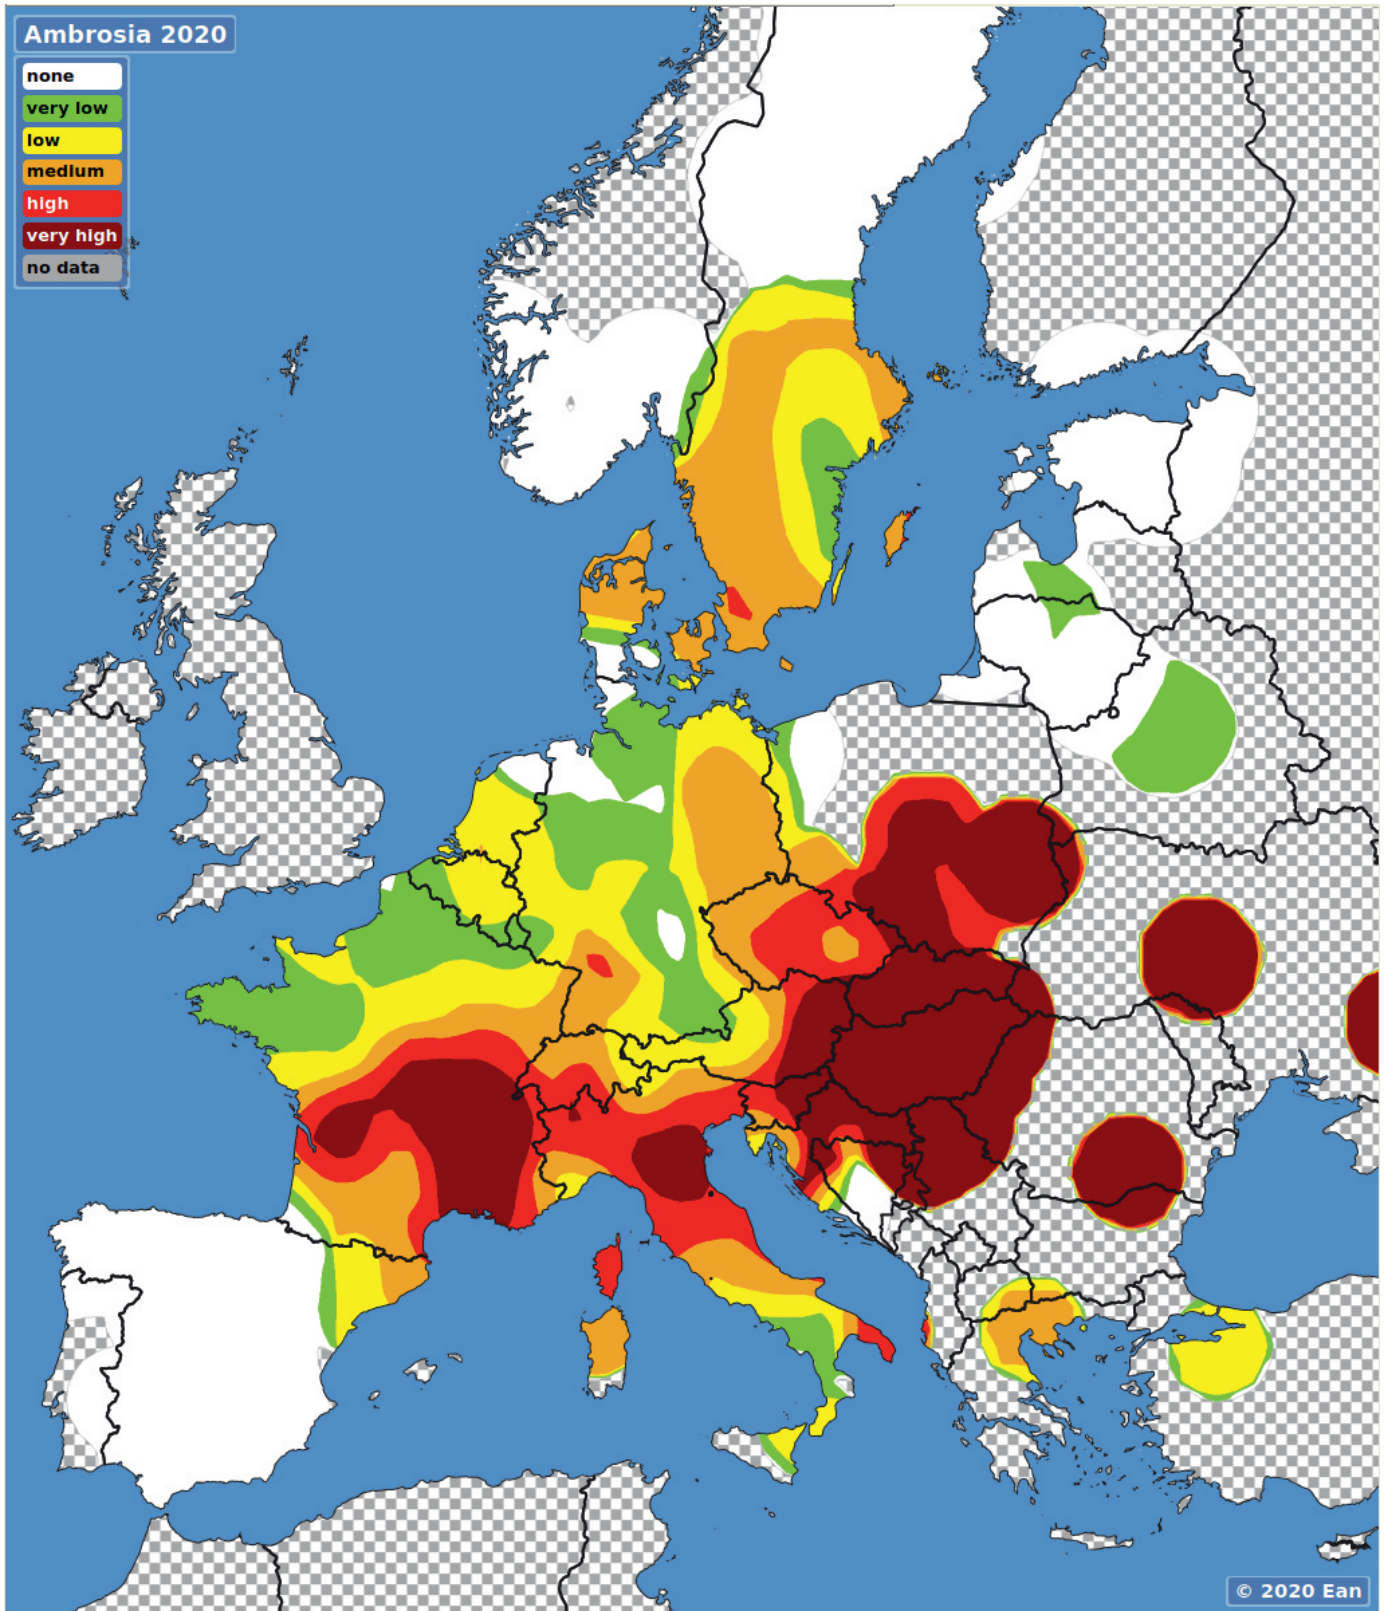 Ambrosia 2020
none
very low
low
medium
high
very high
no data
© 2020 Ean